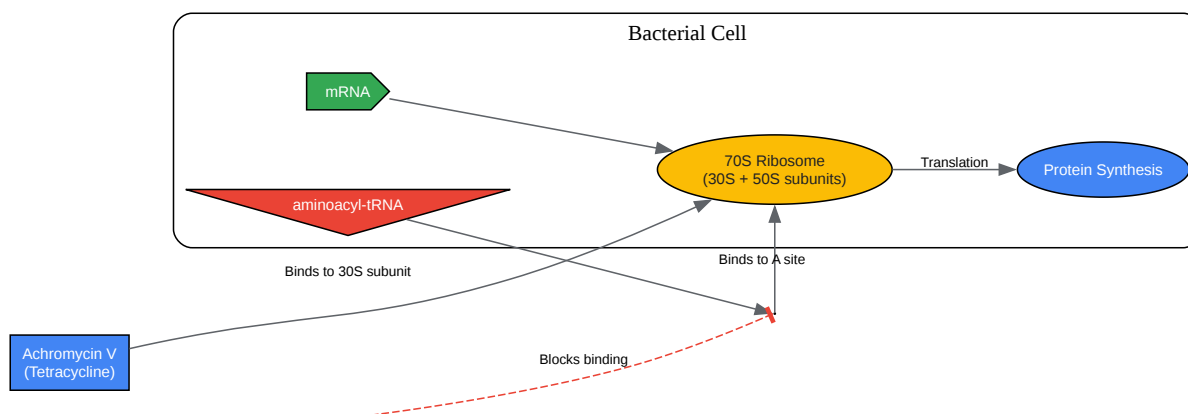 Bacterial Cell
mRNA
70S Ribosome
(30S + 50S subunits)
Translation
Protein Synthesis
aminoacyl-tRNA
Binds to A site
Binds to 30S subunit
Achromycin V
(Tetracycline)
Blocks binding